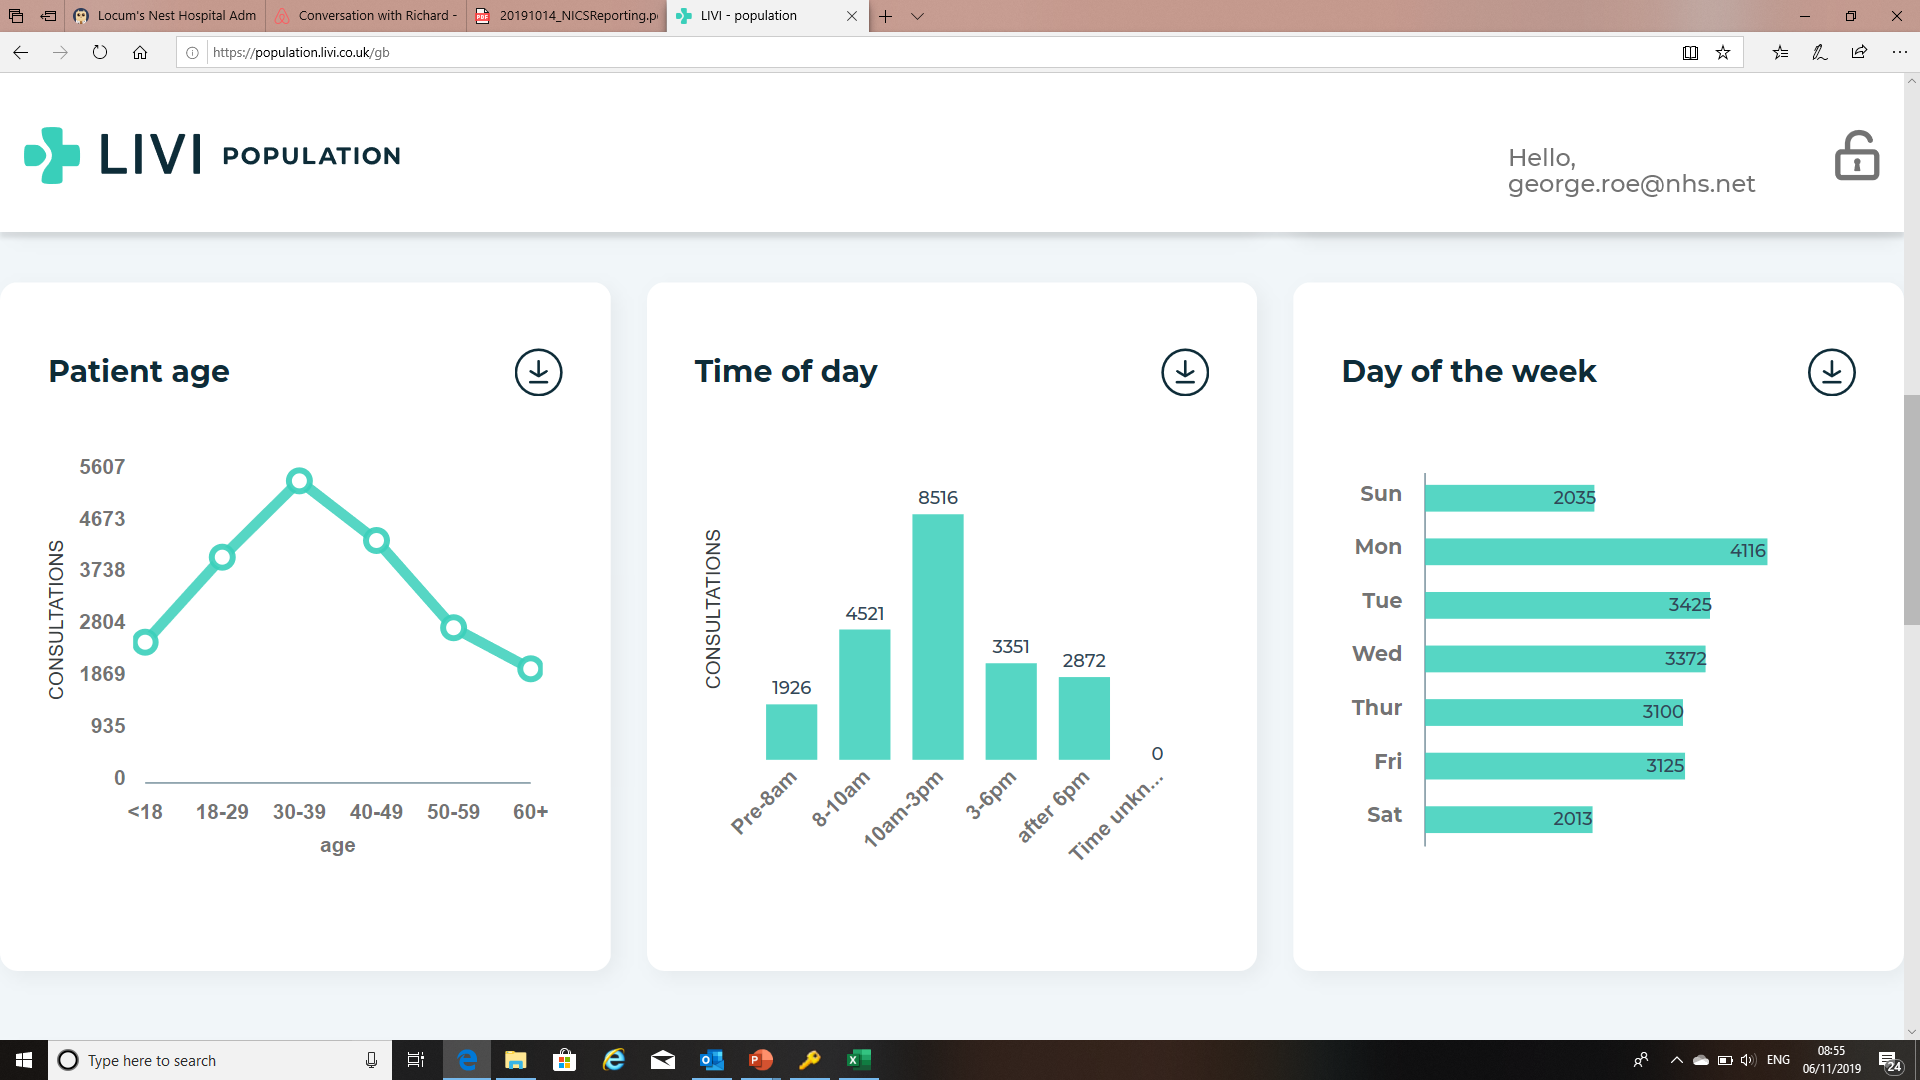 Locum's Nest Hospital Adm
Conversation with Richard -
20191014_NICSReporting.p
LIVI - population
https://population.livi.co.uk/gb
LIVI POPULATION
Hello,
george.roe@nhs.net
Patient age
5607
4673
3738
2804
1869
935
0
CONSULTATIONS
<18 18-29 30-39 40-49 50-59 60+
age
Time of day
CONSULTATIONS
1926
4521
8516
3351
2872
0
Pre-8am
8-10am
10am-3pm
3-6pm
after 6pm
Time unkn...
Day of the week
Sun 2035
Mon 4116
Tue 3425
Wed 3372
Thur 3100
Fri 3125
Sat 2013
Type here to search
ENG
08:55
06/11/2019
24